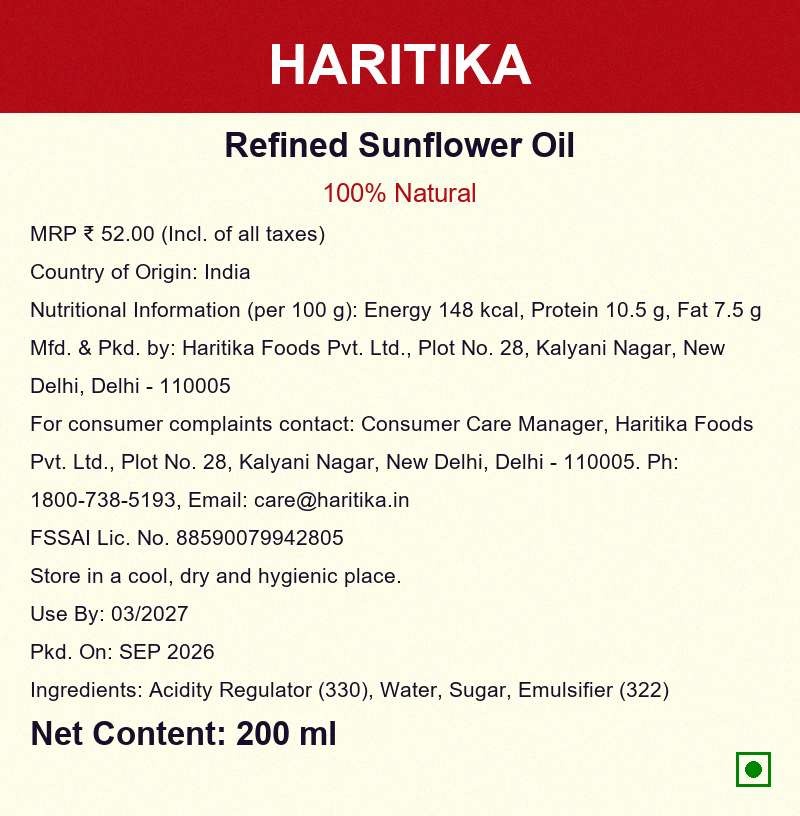 HARITIKA
Refined Sunflower Oil
100% Natural
MRP ₹ 52.00 (Incl. of all taxes)
Country of Origin: India
Nutritional Information (per 100 g): Energy 148 kcal, Protein 10.5 g, Fat 7.5 g
Mfd. & Pkd. by: Haritika Foods Pvt. Ltd., Plot No. 28, Kalyani Nagar, New
Delhi, Delhi - 110005
For consumer complaints contact: Consumer Care Manager, Haritika Foods
Pvt. Ltd., Plot No. 28, Kalyani Nagar, New Delhi, Delhi - 110005. Ph:
1800-738-5193, Email: care@haritika.in
FSSAI Lic. No. 88590079942805
Store in a cool, dry and hygienic place.
Use By: 03/2027
Pkd. On: SEP 2026
Ingredients: Acidity Regulator (330), Water, Sugar, Emulsifier (322)
Net Content: 200 ml